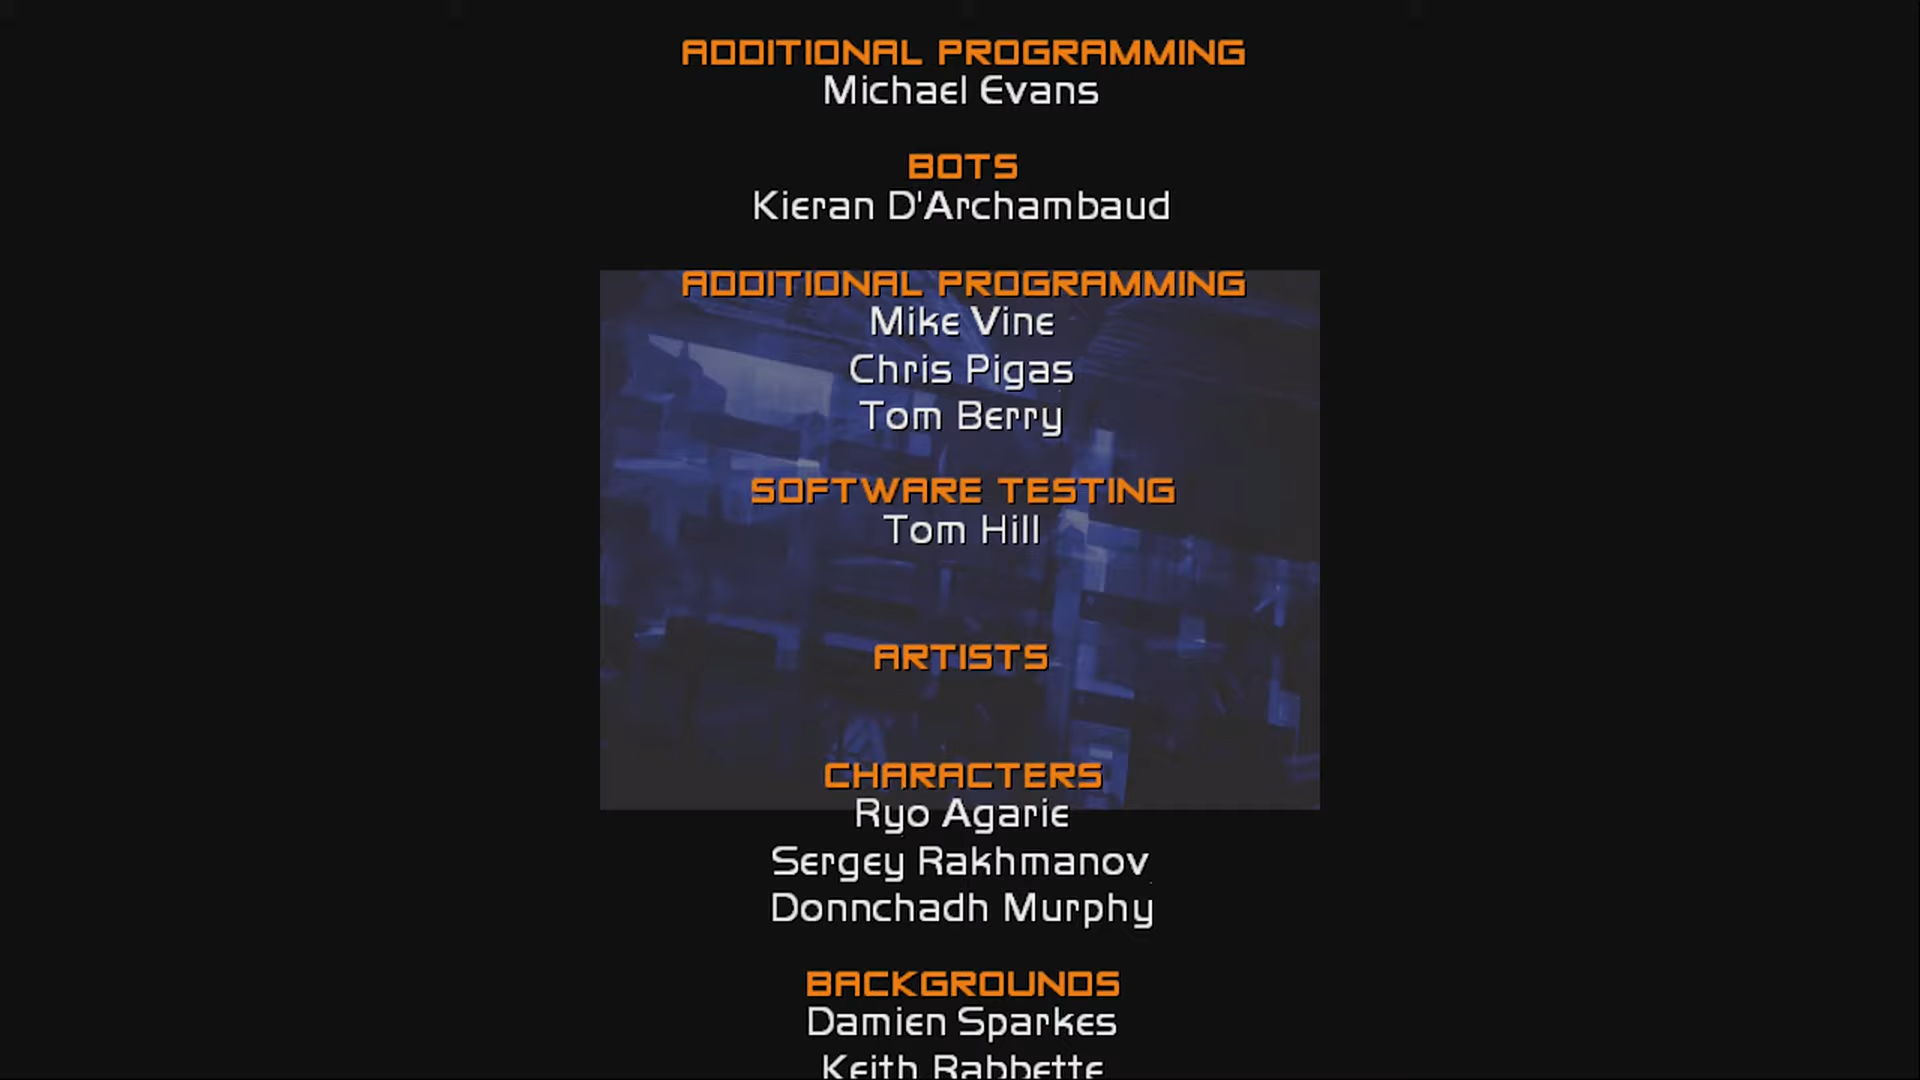 ADDITIONAL PROGRAMMING
Michael Evans
BOTS
Kieran D'Archambaud
ADDITIONAL PROGRAMMING
Mike Vine
Chris Pigas
Tom Berry
SOFTWARE TESTING
Tom Hill
ARTISTS
CHARACTERS
Ryo Agarie
Sergey Rakhmanov
Donnchadh Murphy
BACKGROUNDS
Damien Sparkes
Keith Rabbette